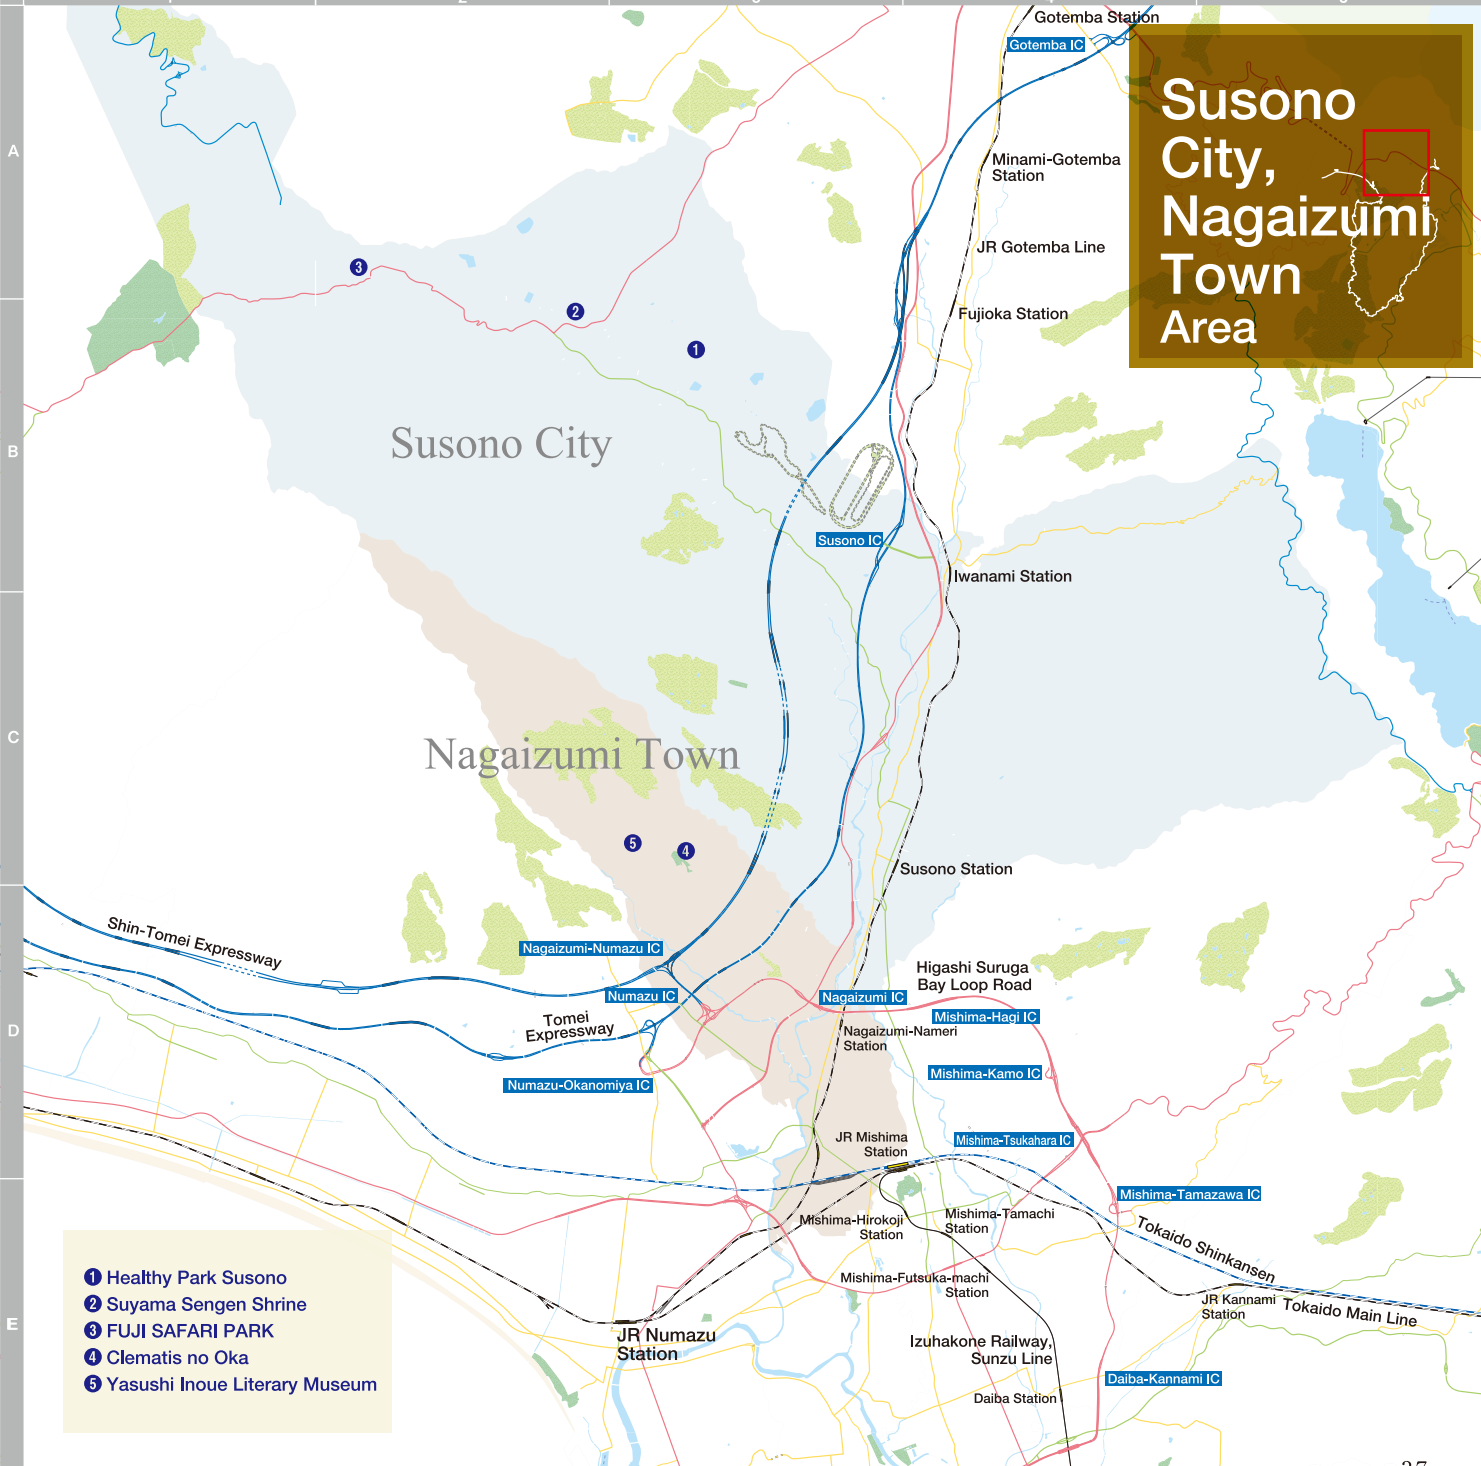 Gotemba Station
Gotemba IC
Susono
City,
Nagaizumi
Town
Area
A
Minami-Gotemba
Station
JR Gotemba Line
3
2
Fujioka Station
1
B
Susono City
Susono IC
Iwanami Station
C
Nagaizumi Town
5
4
Susono Station
Shin-Tomei Expressway
Nagaizumi-Numazu IC
Higashi Suruga
Bay Loop Road
Numazu IC
Nagaizumi IC
Mishima-Hagi IC
Tomei
Expressway
D
Nagaizumi-Nameri
Station
Mishima-Kamo IC
Numazu-Okanomiya IC
JR Mishima
Station
Mishima-Tsukahara IC
Mishima-Tamazawa IC
Mishima-Hirokoji
Station
Mishima-Tamachi
Station
Tokaido Shinkansen
Mishima-Futsuka-machi
Station
JR Kannami
Station
Tokaido Main Line
E
JR Numazu
Station
Izuhakone Railway,
Sunzu Line
Daiba-Kannami IC
Daiba Station
1 Healthy Park Susono
2 Suyama Sengen Shrine
3 FUJI SAFARI PARK
4 Clematis no Oka
5 Yasushi Inoue Literary Museum